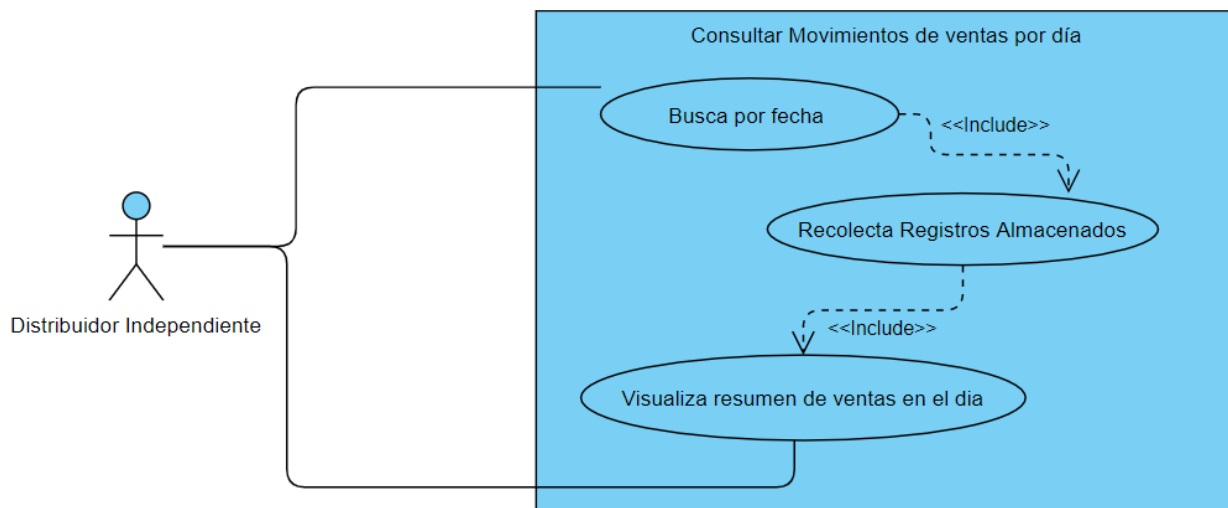 Consultar Movimientos de ventas por día
Busca por fecha
<<Include>>
Recolecta Registros Almacenados
Distribuidor Independiente
<<Include>>
Visualiza resumen de ventas en el dia